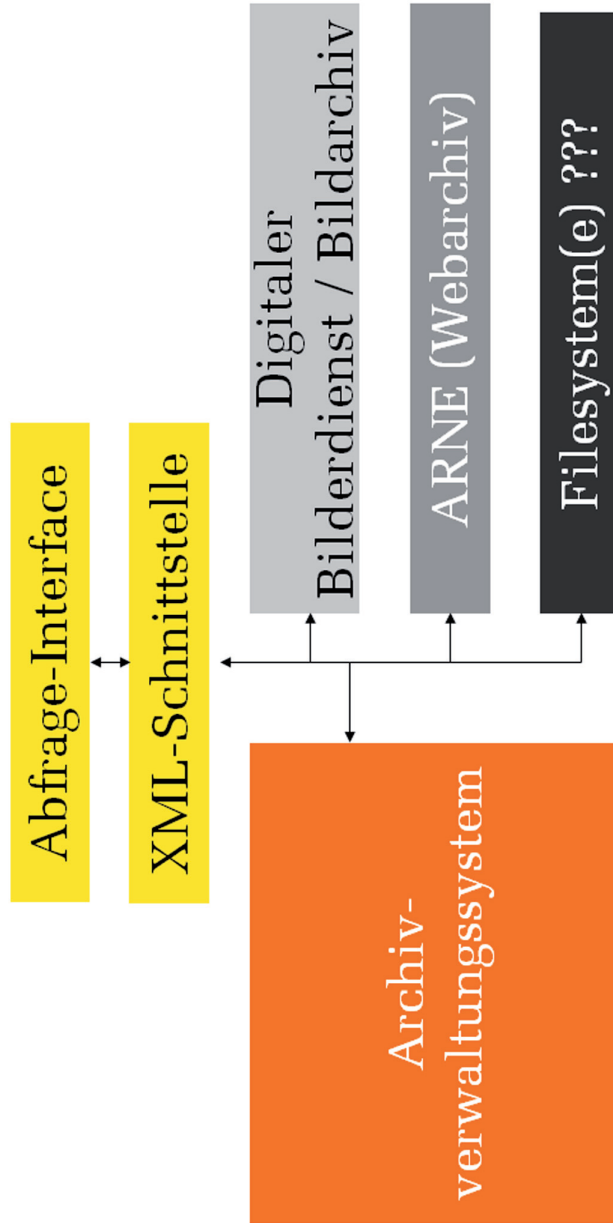 Abfrage-Interface
XML-Schnittstelle
Digitaler
Bilderdienst / Bildarchiv
ARNE (Webarchiv)
Filesystem(e) ???
Archiv-
verwaltungssystem